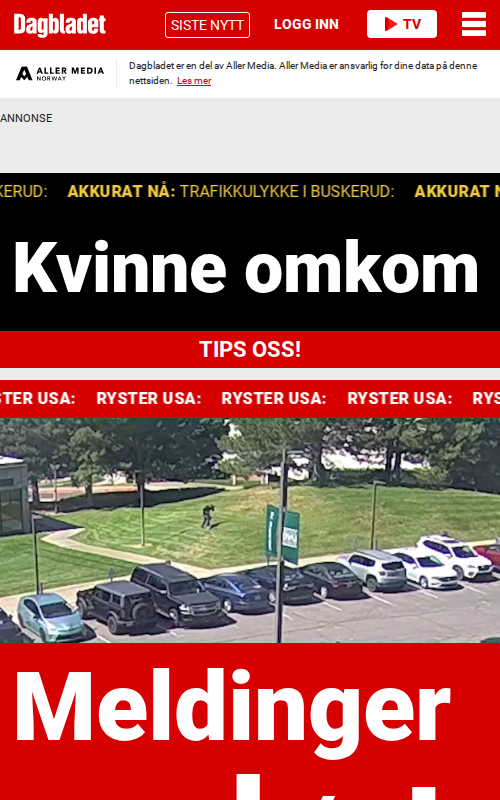 Dagbladet SISTE NYTT LOGG INN TV
ALLER MEDIA NORWAY
Dagbladet er en del av Aller Media. Aller Media er ansvarlig for dine data på denne
nettsiden. Les mer
ANNONSE
KERUD: AKKURAT NÅ: TRAFIKKULYKKE I BUSKERUD: AKKURAT N
Kvinne omkom
TIPS OSS!
STER USA: RYSTER USA: RYSTER USA: RYSTER USA: RYS
Meldinger